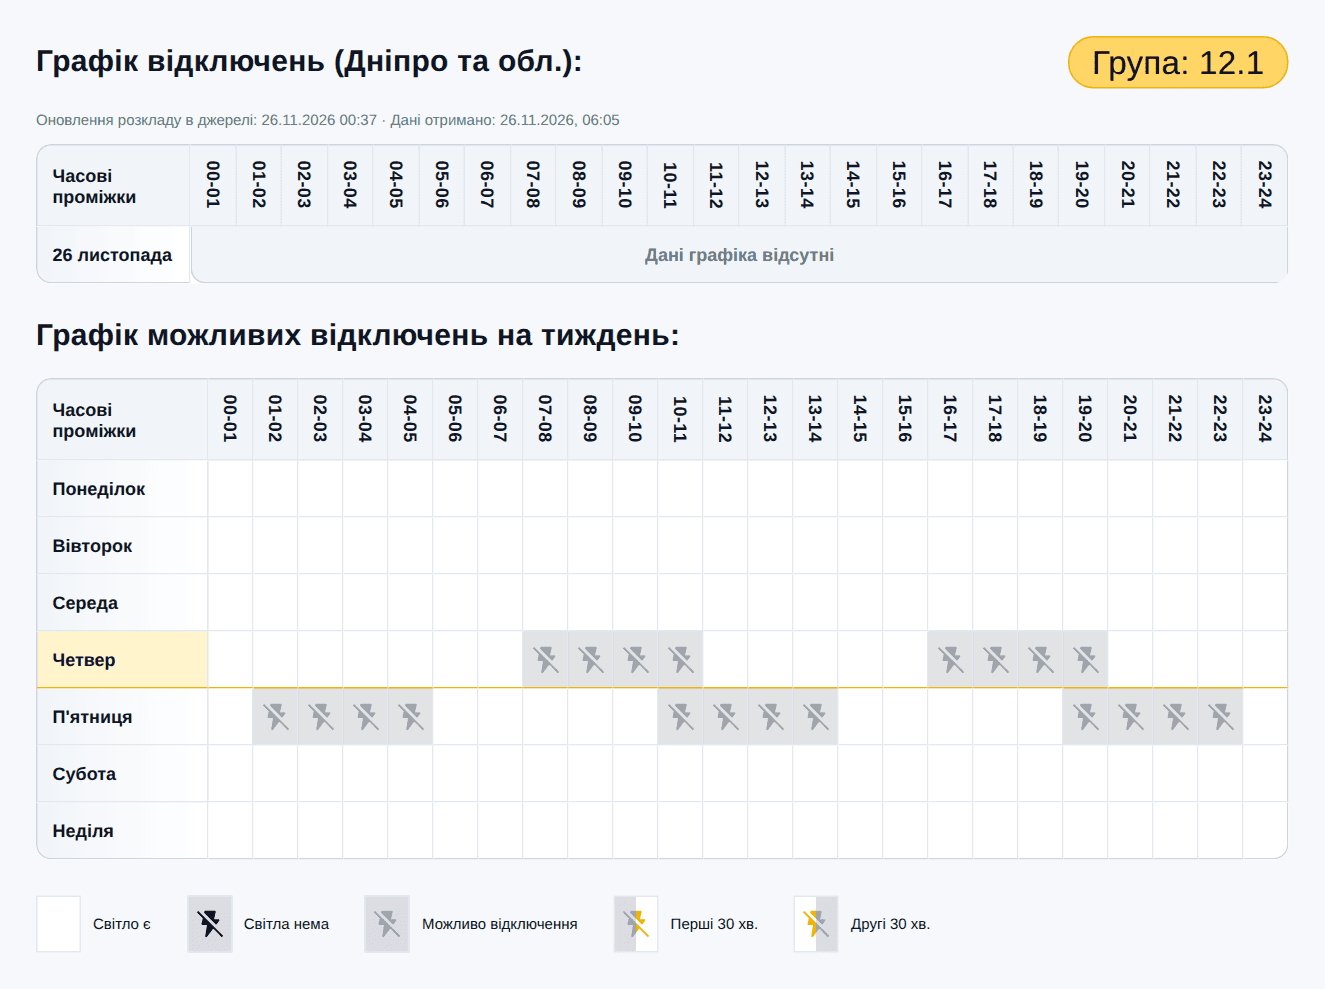 Графік відключень (Дніпро та обл.):
Група: 12.1
Оновлення розкладу в джерелі: 26.11.2026 00:37 · Дані отримано: 26.11.2026, 06:05
Часові проміжки 00-01 01-02 02-03 03-04 04-05 05-06 06-07 07-08 08-09 09-10 10-11 11-12 12-13 13-14 14-15 15-16 16-17 17-18 18-19 19-20 20-21 21-22 22-23 23-24
26 листопада Дані графіка відсутні
Графік можливих відключень на тиждень:
Часові проміжки 00-01 01-02 02-03 03-04 04-05 05-06 06-07 07-08 08-09 09-10 10-11 11-12 12-13 13-14 14-15 15-16 16-17 17-18 18-19 19-20 20-21 21-22 22-23 23-24
Понеділок
Вівторок
Середа
Четвер
П'ятниця
Субота
Неділя
Світло є Світла нема Можливо відключення Перші 30 хв. Другі 30 хв.